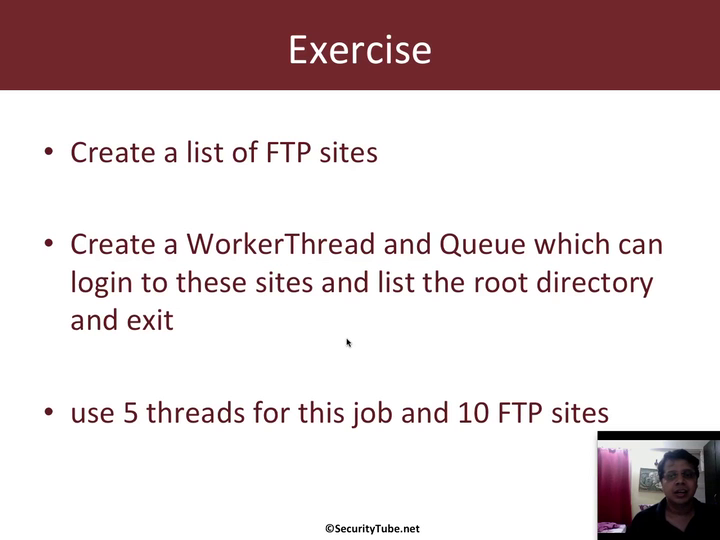 Exercise
• Create a list of FTP sites
• Create a WorkerThread and Queue which can
login to these sites and list the root directory
and exit
• use 5 threads for this job and 10 FTP sites
©SecurityTube.net